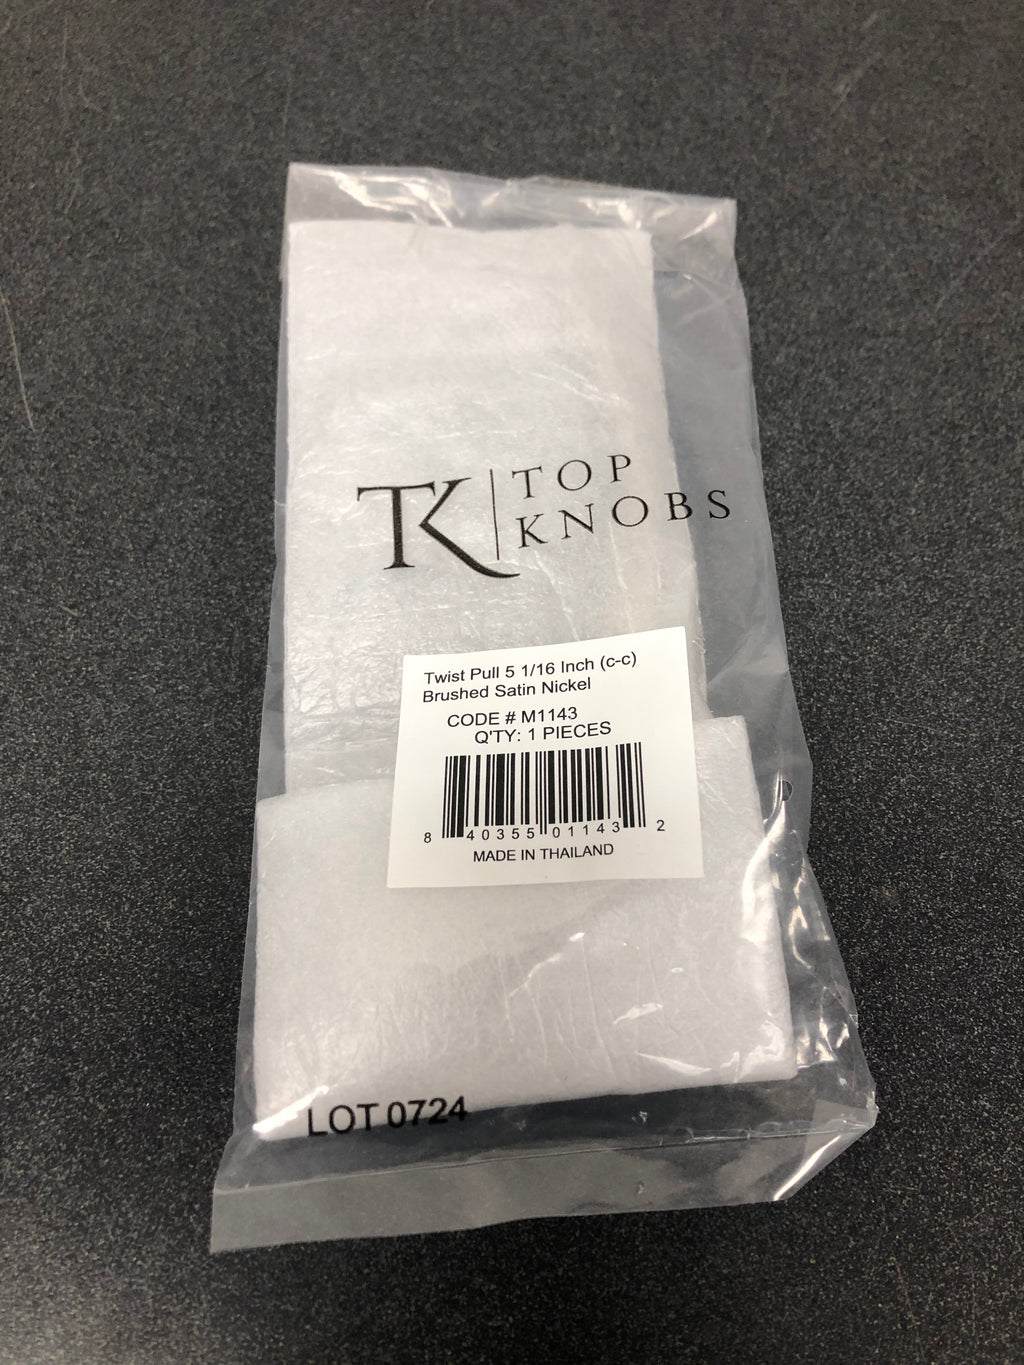 TK TOP
KNOBS
Twist Pull 5 1/16 Inch (c-c)
Brushed Satin Nickel
CODE # M1143
Q'TY: 1 PIECES
8 40355 01143 2
MADE IN THAILAND
LOT 0724